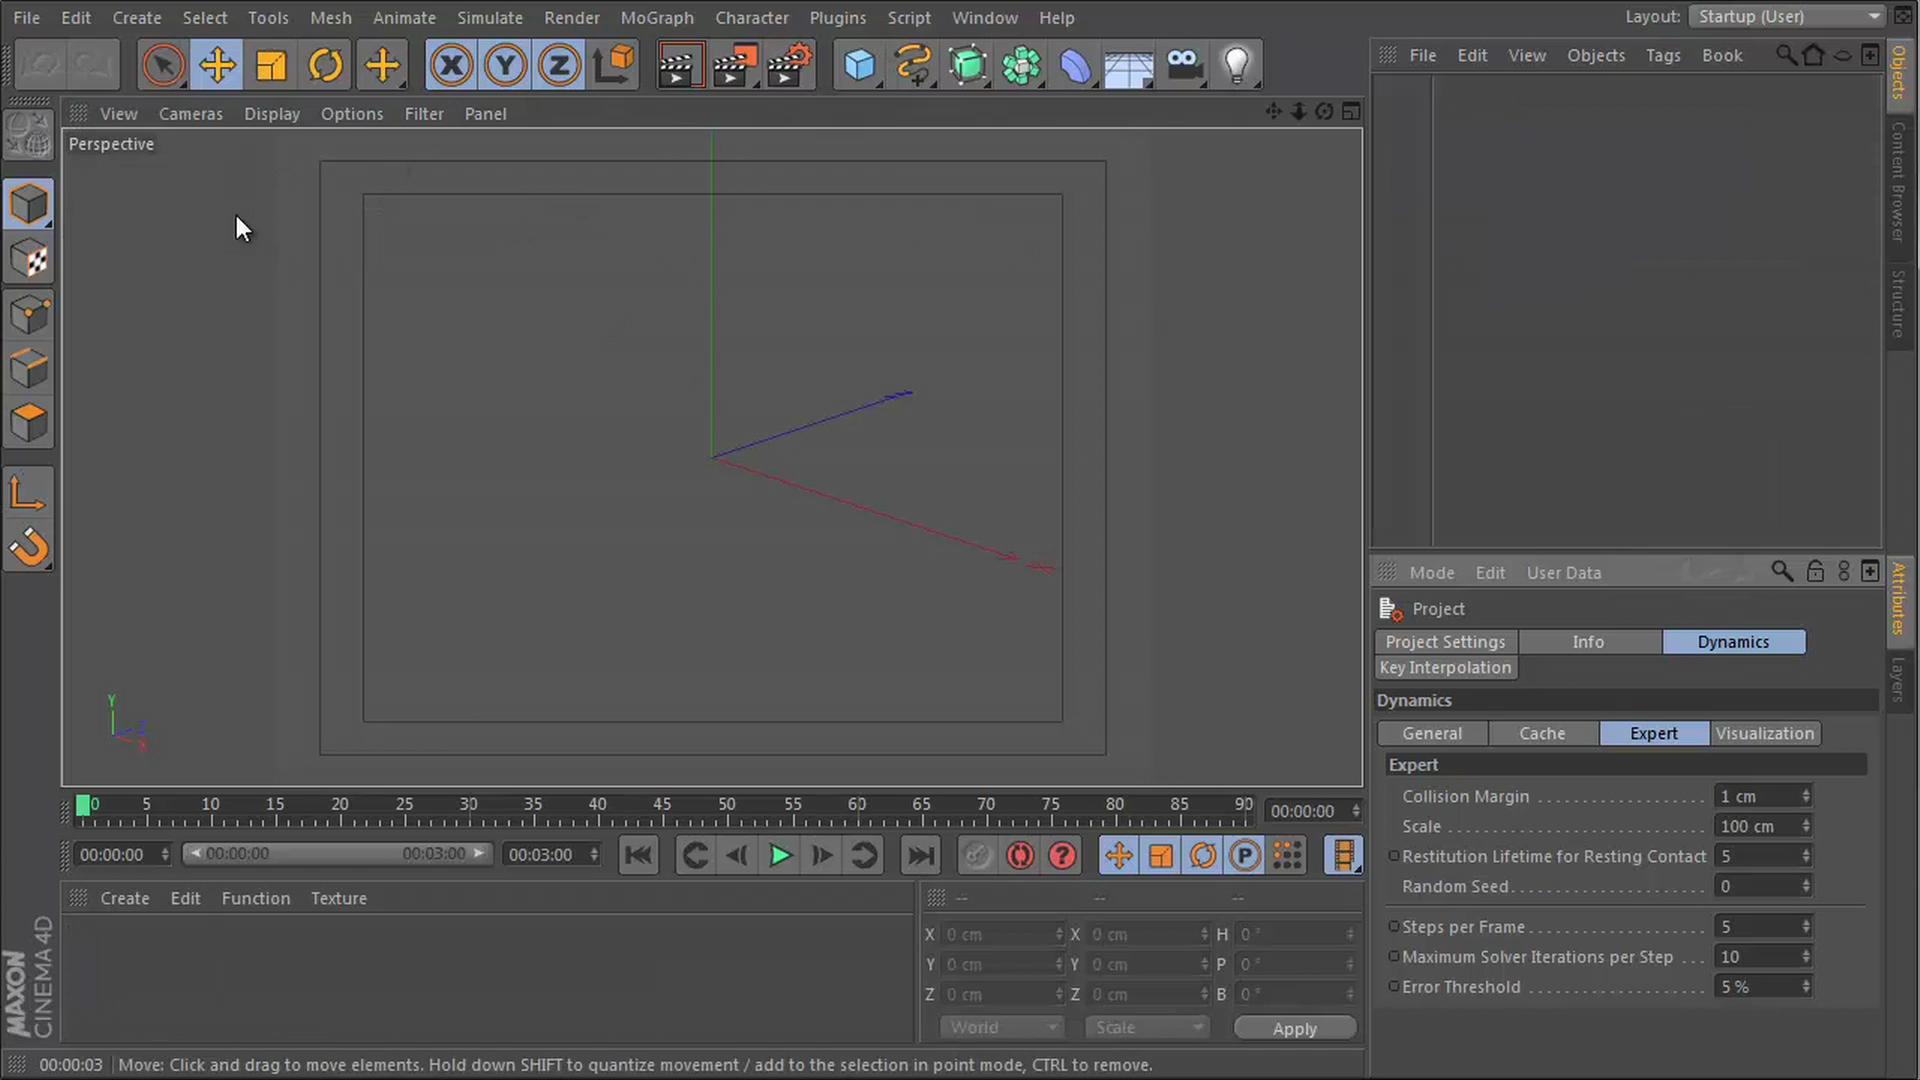 File Edit Create Select Tools Mesh Animate Simulate Render MoGraph Character Plugins Script Window Help
Layout: Startup (User)
X Y Z
File Edit View Objects Tags Book
Objects
Content Browser
Structure
View Cameras Display Options Filter Panel
Perspective
Y
Z
X
Mode Edit User Data
Attributes
Layers
Project
Project Settings Info Dynamics
Key Interpolation
Dynamics
General Cache Expert Visualization
Expert
Collision Margin 1 cm
Scale 100 cm
Restitution Lifetime for Resting Contact 5
Random Seed 0
Steps per Frame 5
Maximum Solver Iterations per Step 10
Error Threshold 5 %
0 5 10 15 20 25 30 35 40 45 50 55 60 65 70 75 80 85 90 00:00:00
00:00:00 00:00:00 00:03:00 00:03:00
? P
Create Edit Function Texture
-- -- --
X 0 cm X 0 cm H 0 °
Y 0 cm Y 0 cm P 0 °
Z 0 cm Z 0 cm B 0 °
World Scale Apply
MAXON
CINEMA 4D
00:00:03 Move: Click and drag to move elements. Hold down SHIFT to quantize movement / add to the selection in point mode, CTRL to remove.